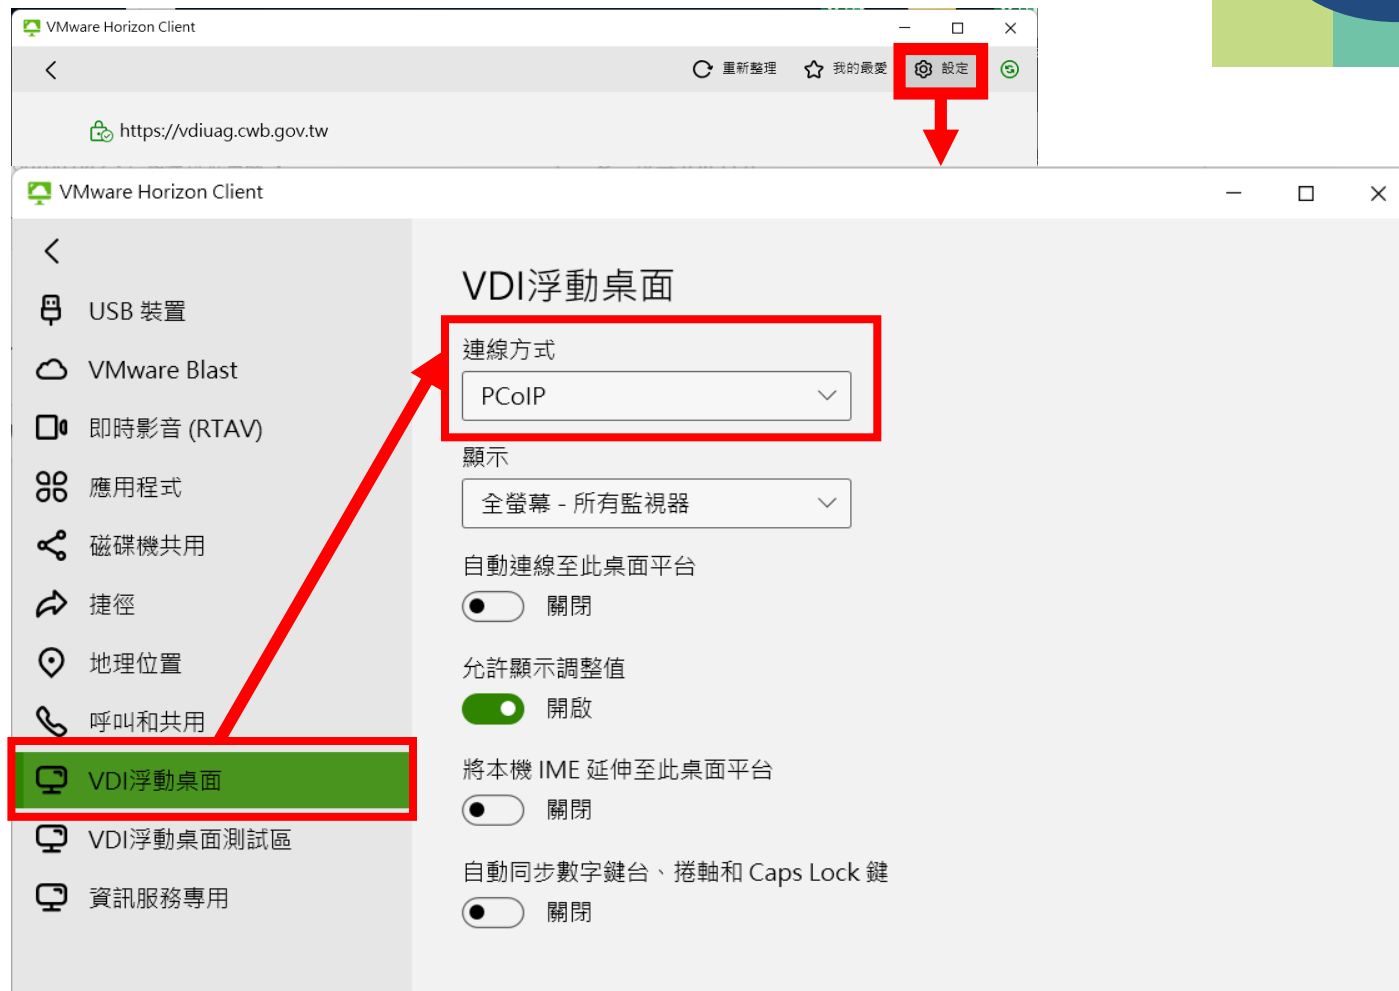 VMware Horizon Client
重新整理 我的最愛 設定
https://vdiuag.cwb.gov.tw
VMware Horizon Client
USB 裝置
VMware Blast
即時影音 (RTAV)
應用程式
磁碟機共用
捷徑
地理位置
呼叫和共用
VDI浮動桌面
VDI浮動桌面測試區
資訊服務專用
VDI浮動桌面
連線方式
PCoIP
顯示
全螢幕 - 所有監視器
自動連線至此桌面平台
關閉
允許顯示調整值
開啟
將本機 IME 延伸至此桌面平台
關閉
自動同步數字鍵台、捲軸和 Caps Lock 鍵
關閉